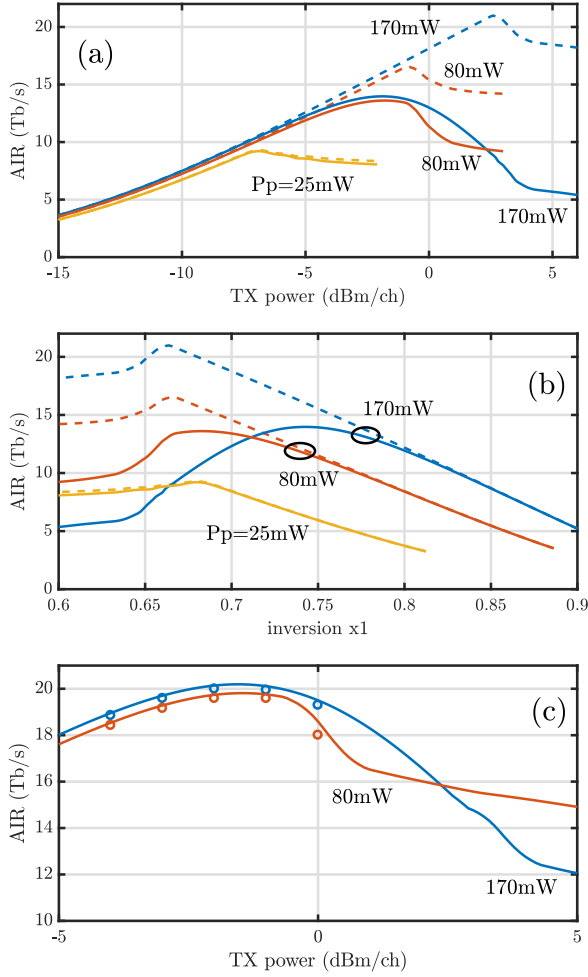 20
15
10
5
0
AIR (Tb/s)
(a)
170mW
80mW
Pp=25mW
80mW
170mW
-15
-10
-5
0
5
TX power (dBm/ch)
20
15
10
5
0
AIR (Tb/s)
(b)
170mW
80mW
Pp=25mW
0.6
0.65
0.7
0.75
0.8
0.85
0.9
inversion x1
20
18
16
14
12
10
AIR (Tb/s)
(c)
80mW
170mW
-5
0
5
TX power (dBm/ch)